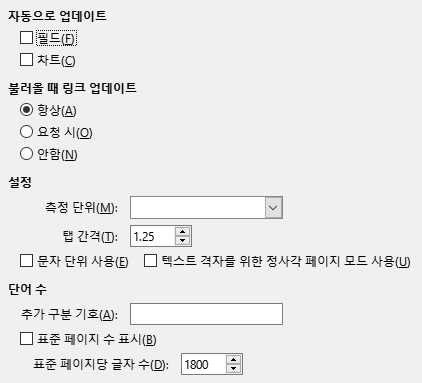 자동으로 업데이트
필드(F)
차트(C)
불러올 때 링크 업데이트
항상(A)
요청 시(O)
안함(N)
설정
측정 단위(M):
탭 간격(T): 1.25
문자 단위 사용(E) 텍스트 격자를 위한 정사각 페이지 모드 사용(U)
단어 수
추가 구분 기호(A):
표준 페이지 수 표시(B)
표준 페이지당 글자 수(D): 1800